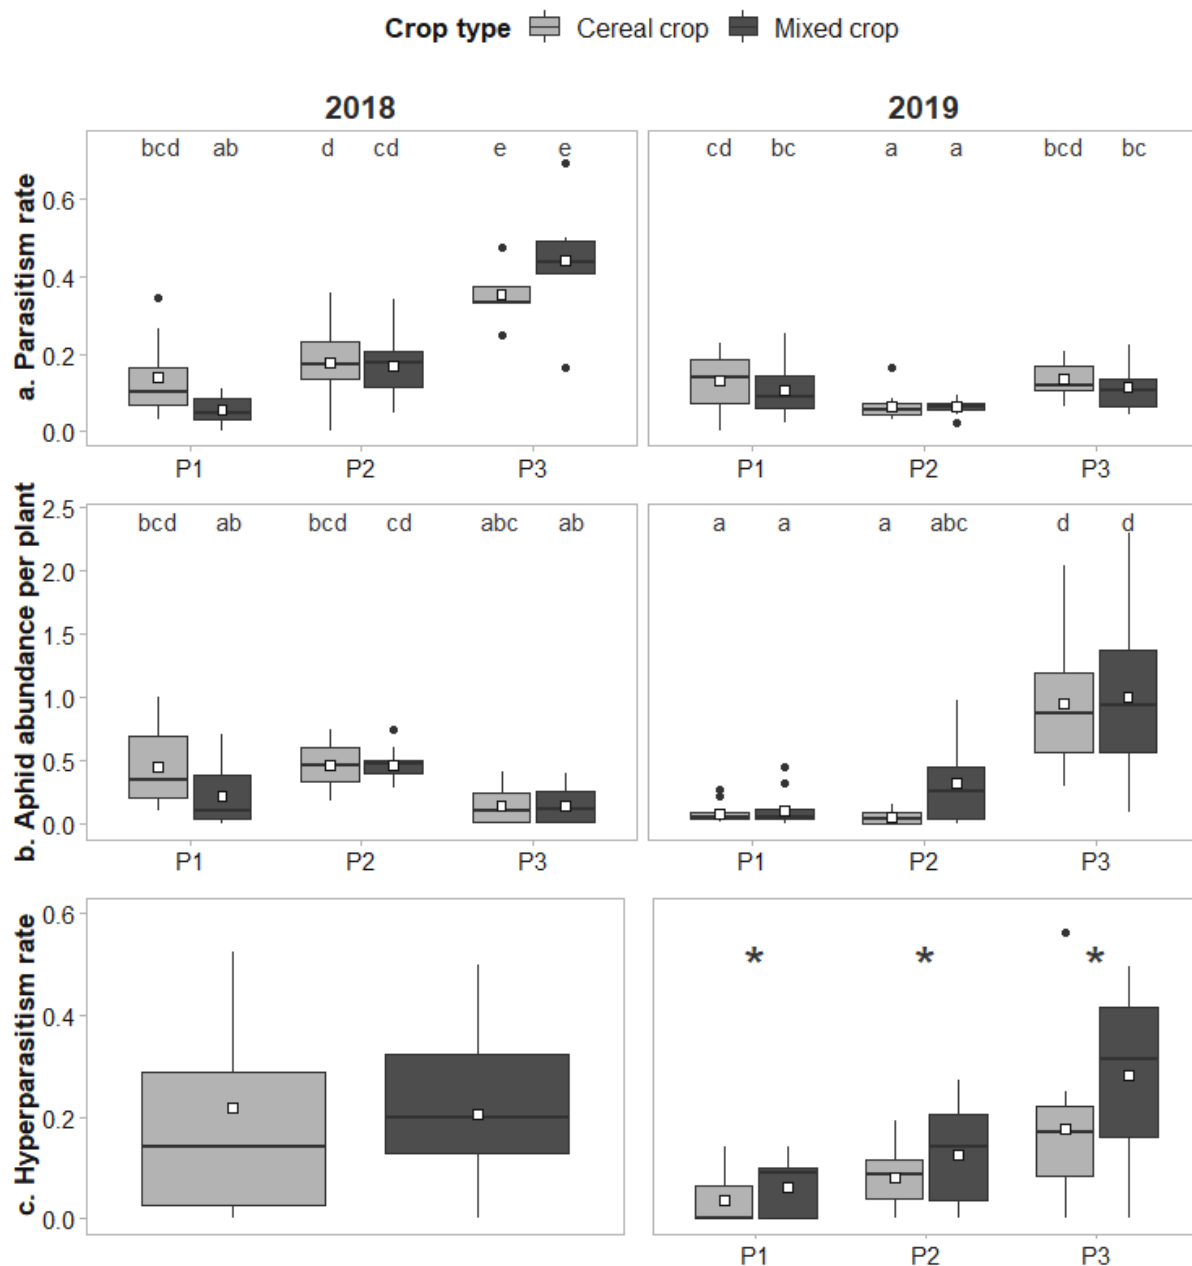 Crop type Cereal crop Mixed crop
2018 2019
a. Parasitism rate
bcd ab d cd e e cd bc a a bcd bc
0.6
0.4
0.2
0.0
P1 P2 P3 P1 P2 P3
b. Aphid abundance per plant
2.5
bcd ab bcd cd abc ab a a a abc d d
2.0
1.5
1.0
0.5
0.0
P1 P2 P3 P1 P2 P3
c. Hyperparasitism rate
0.6
* * *
0.4
0.2
0.0
P1 P2 P3